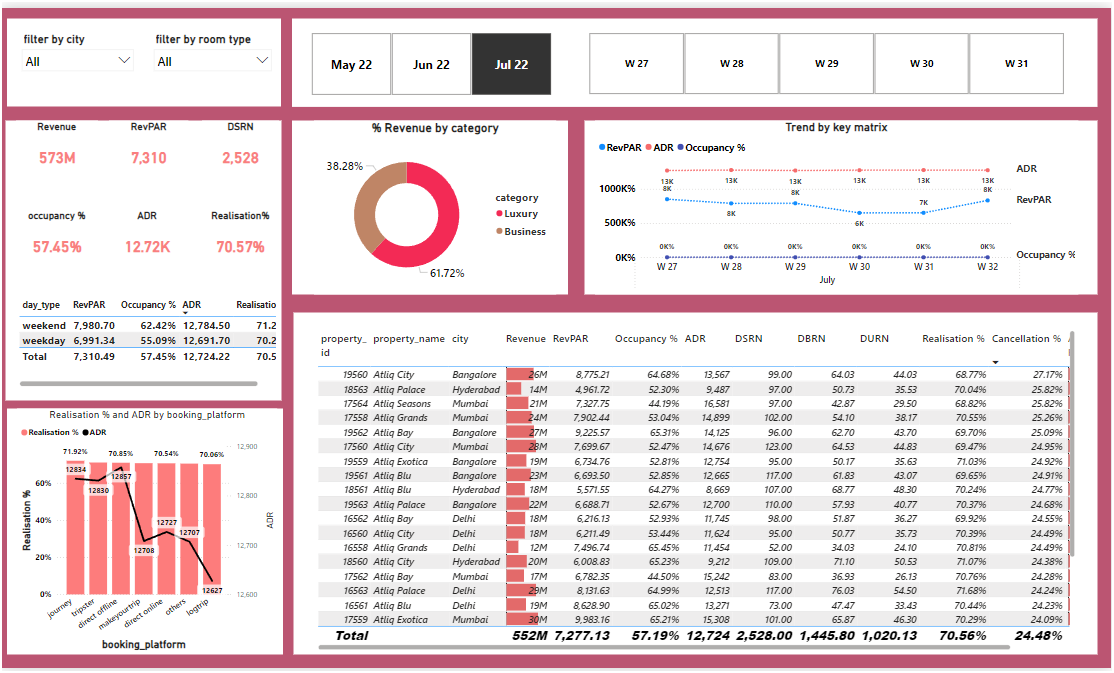 filter by city
filter by room type
All
All
May 22
Jun 22
Jul 22
W 27
W 28
W 29
W 30
W 31
Revenue RevPAR DSRN
573M 7,310 2,528
occupancy % ADR Realisation%
57.45% 12.72K 70.57%
day_type RevPAR Occupancy % ADR Realisatio
weekend 7,980.70 62.42% 12,784.50 71.2
weekday 6,991.34 55.09% 12,691.70 70.2
Total 7,310.49 57.45% 12,724.22 70.5
% Revenue by category
38.28%
61.72%
category
Luxury
Business
Trend by key matrix
RevPAR ADR Occupancy %
1000K%
500K%
0K%
13K 13K 13K 13K 13K 13K
8K 8K 8K 6K 7K 8K
0K% 0K% 0K% 0K% 0K% 0K%
W 27 W 28 W 29 W 30 W 31 W 32
July
ADR
RevPAR
Occupancy %
Realisation % and ADR by booking_platform
Realisation % ADR
71.92% 70.85% 70.54% 70.06%
60%
40%
20%
0%
Realisation %
12834
12830
12857
12708
12727
12707
12627
12,900
12,800
12,700
12,600
ADR
journey
tripster
direct offline
makeyourtrip
direct online
others
logtrip
booking_platform
property_ property_name city Revenue RevPAR Occupancy % ADR DSRN DBRN DURN Realisation % Cancellation %
id
19560 Atliq City Bangalore 26M 8,775.21 64.68% 13,567 99.00 64.03 44.03 68.77% 27.17%
18563 Atliq Palace Hyderabad 14M 4,961.72 52.30% 9,487 97.00 50.73 35.53 70.04% 25.82%
17564 Atliq Seasons Mumbai 21M 7,327.75 44.19% 16,581 97.00 42.87 29.50 68.82% 25.82%
17558 Atliq Grands Mumbai 24M 7,902.44 53.04% 14,899 102.00 54.10 38.17 70.55% 25.26%
19562 Atliq Bay Bangalore 27M 9,225.57 65.31% 14,125 96.00 62.70 43.70 69.70% 25.09%
17560 Atliq City Mumbai 28M 7,699.67 52.47% 14,676 123.00 64.53 44.83 69.47% 24.95%
19559 Atliq Exotica Bangalore 19M 6,734.76 52.81% 12,754 95.00 50.17 35.63 71.03% 24.92%
19561 Atliq Blu Bangalore 23M 6,693.50 52.85% 12,665 117.00 61.83 43.07 69.65% 24.91%
18561 Atliq Blu Hyderabad 18M 5,571.55 64.27% 8,669 107.00 68.77 48.30 70.24% 24.77%
19563 Atliq Palace Bangalore 22M 6,688.71 52.67% 12,700 110.00 57.93 40.77 70.37% 24.68%
16562 Atliq Bay Delhi 18M 6,216.13 52.93% 11,745 98.00 51.87 36.27 69.92% 24.55%
16560 Atliq City Delhi 18M 6,211.49 53.44% 11,624 95.00 50.77 35.73 70.39% 24.49%
16558 Atliq Grands Delhi 12M 7,496.74 65.45% 11,454 52.00 34.03 24.10 70.81% 24.49%
18560 Atliq City Hyderabad 20M 6,008.83 65.23% 9,212 109.00 71.10 50.53 71.07% 24.38%
17562 Atliq Bay Mumbai 17M 6,782.35 44.50% 15,242 83.00 36.93 26.13 70.76% 24.28%
16563 Atliq Palace Delhi 29M 8,131.63 64.99% 12,513 117.00 76.03 54.50 71.68% 24.24%
16561 Atliq Blu Delhi 19M 8,628.90 65.02% 13,271 73.00 47.47 33.43 70.44% 24.23%
17559 Atliq Exotica Mumbai 30M 9,983.16 65.21% 15,308 101.00 65.87 46.30 70.29% 24.09%
Total 552M 7,277.13 57.19% 12,724 2,528.00 1,445.80 1,020.13 70.56% 24.48%